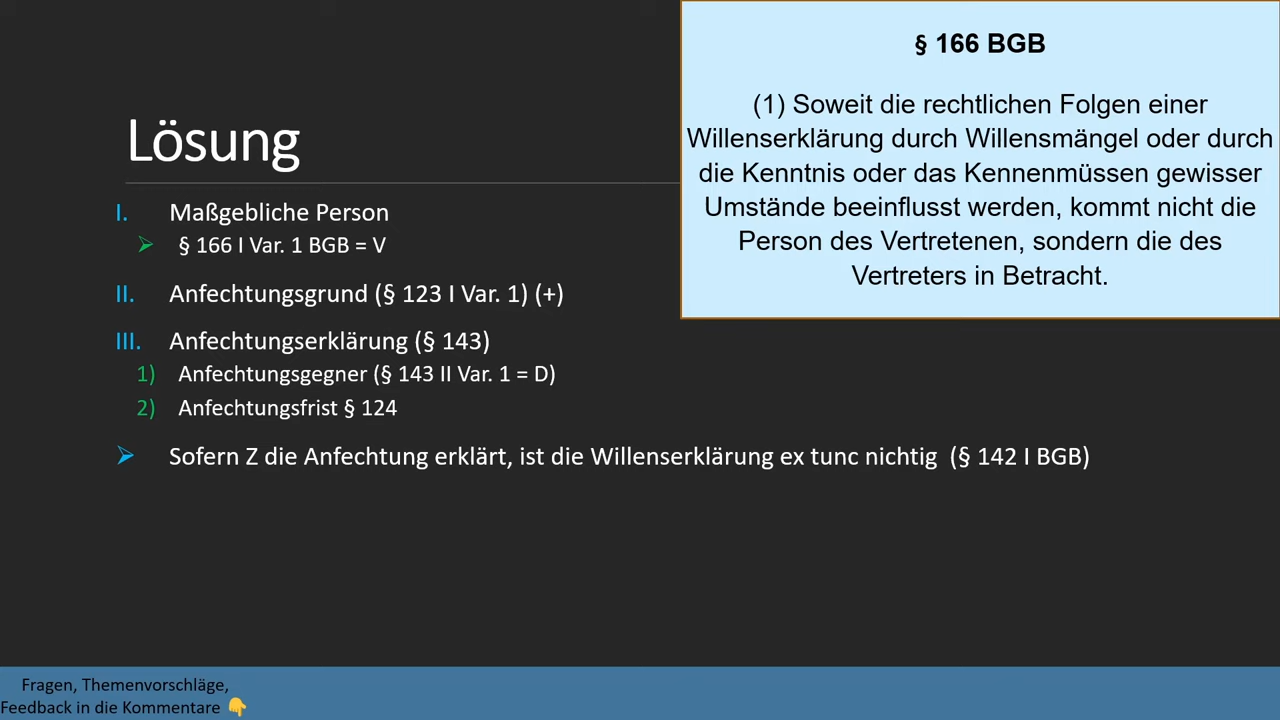 Lösung
I. Maßgebliche Person
§ 166 I Var. 1 BGB = V
II. Anfechtungsgrund (§ 123 I Var. 1) (+)
III. Anfechtungserklärung (§ 143)
1) Anfechtungsgegner (§ 143 II Var. 1 = D)
2) Anfechtungsfrist § 124
Sofern Z die Anfechtung erklärt, ist die Willenserklärung ex tunc nichtig (§ 142 I BGB)
§ 166 BGB
(1) Soweit die rechtlichen Folgen einer
Willenserklärung durch Willensmängel oder durch
die Kenntnis oder das Kennenmüssen gewisser
Umstände beeinflusst werden, kommt nicht die
Person des Vertretenen, sondern die des
Vertreters in Betracht.
Fragen, Themenvorschläge,
Feedback in die Kommentare 👇